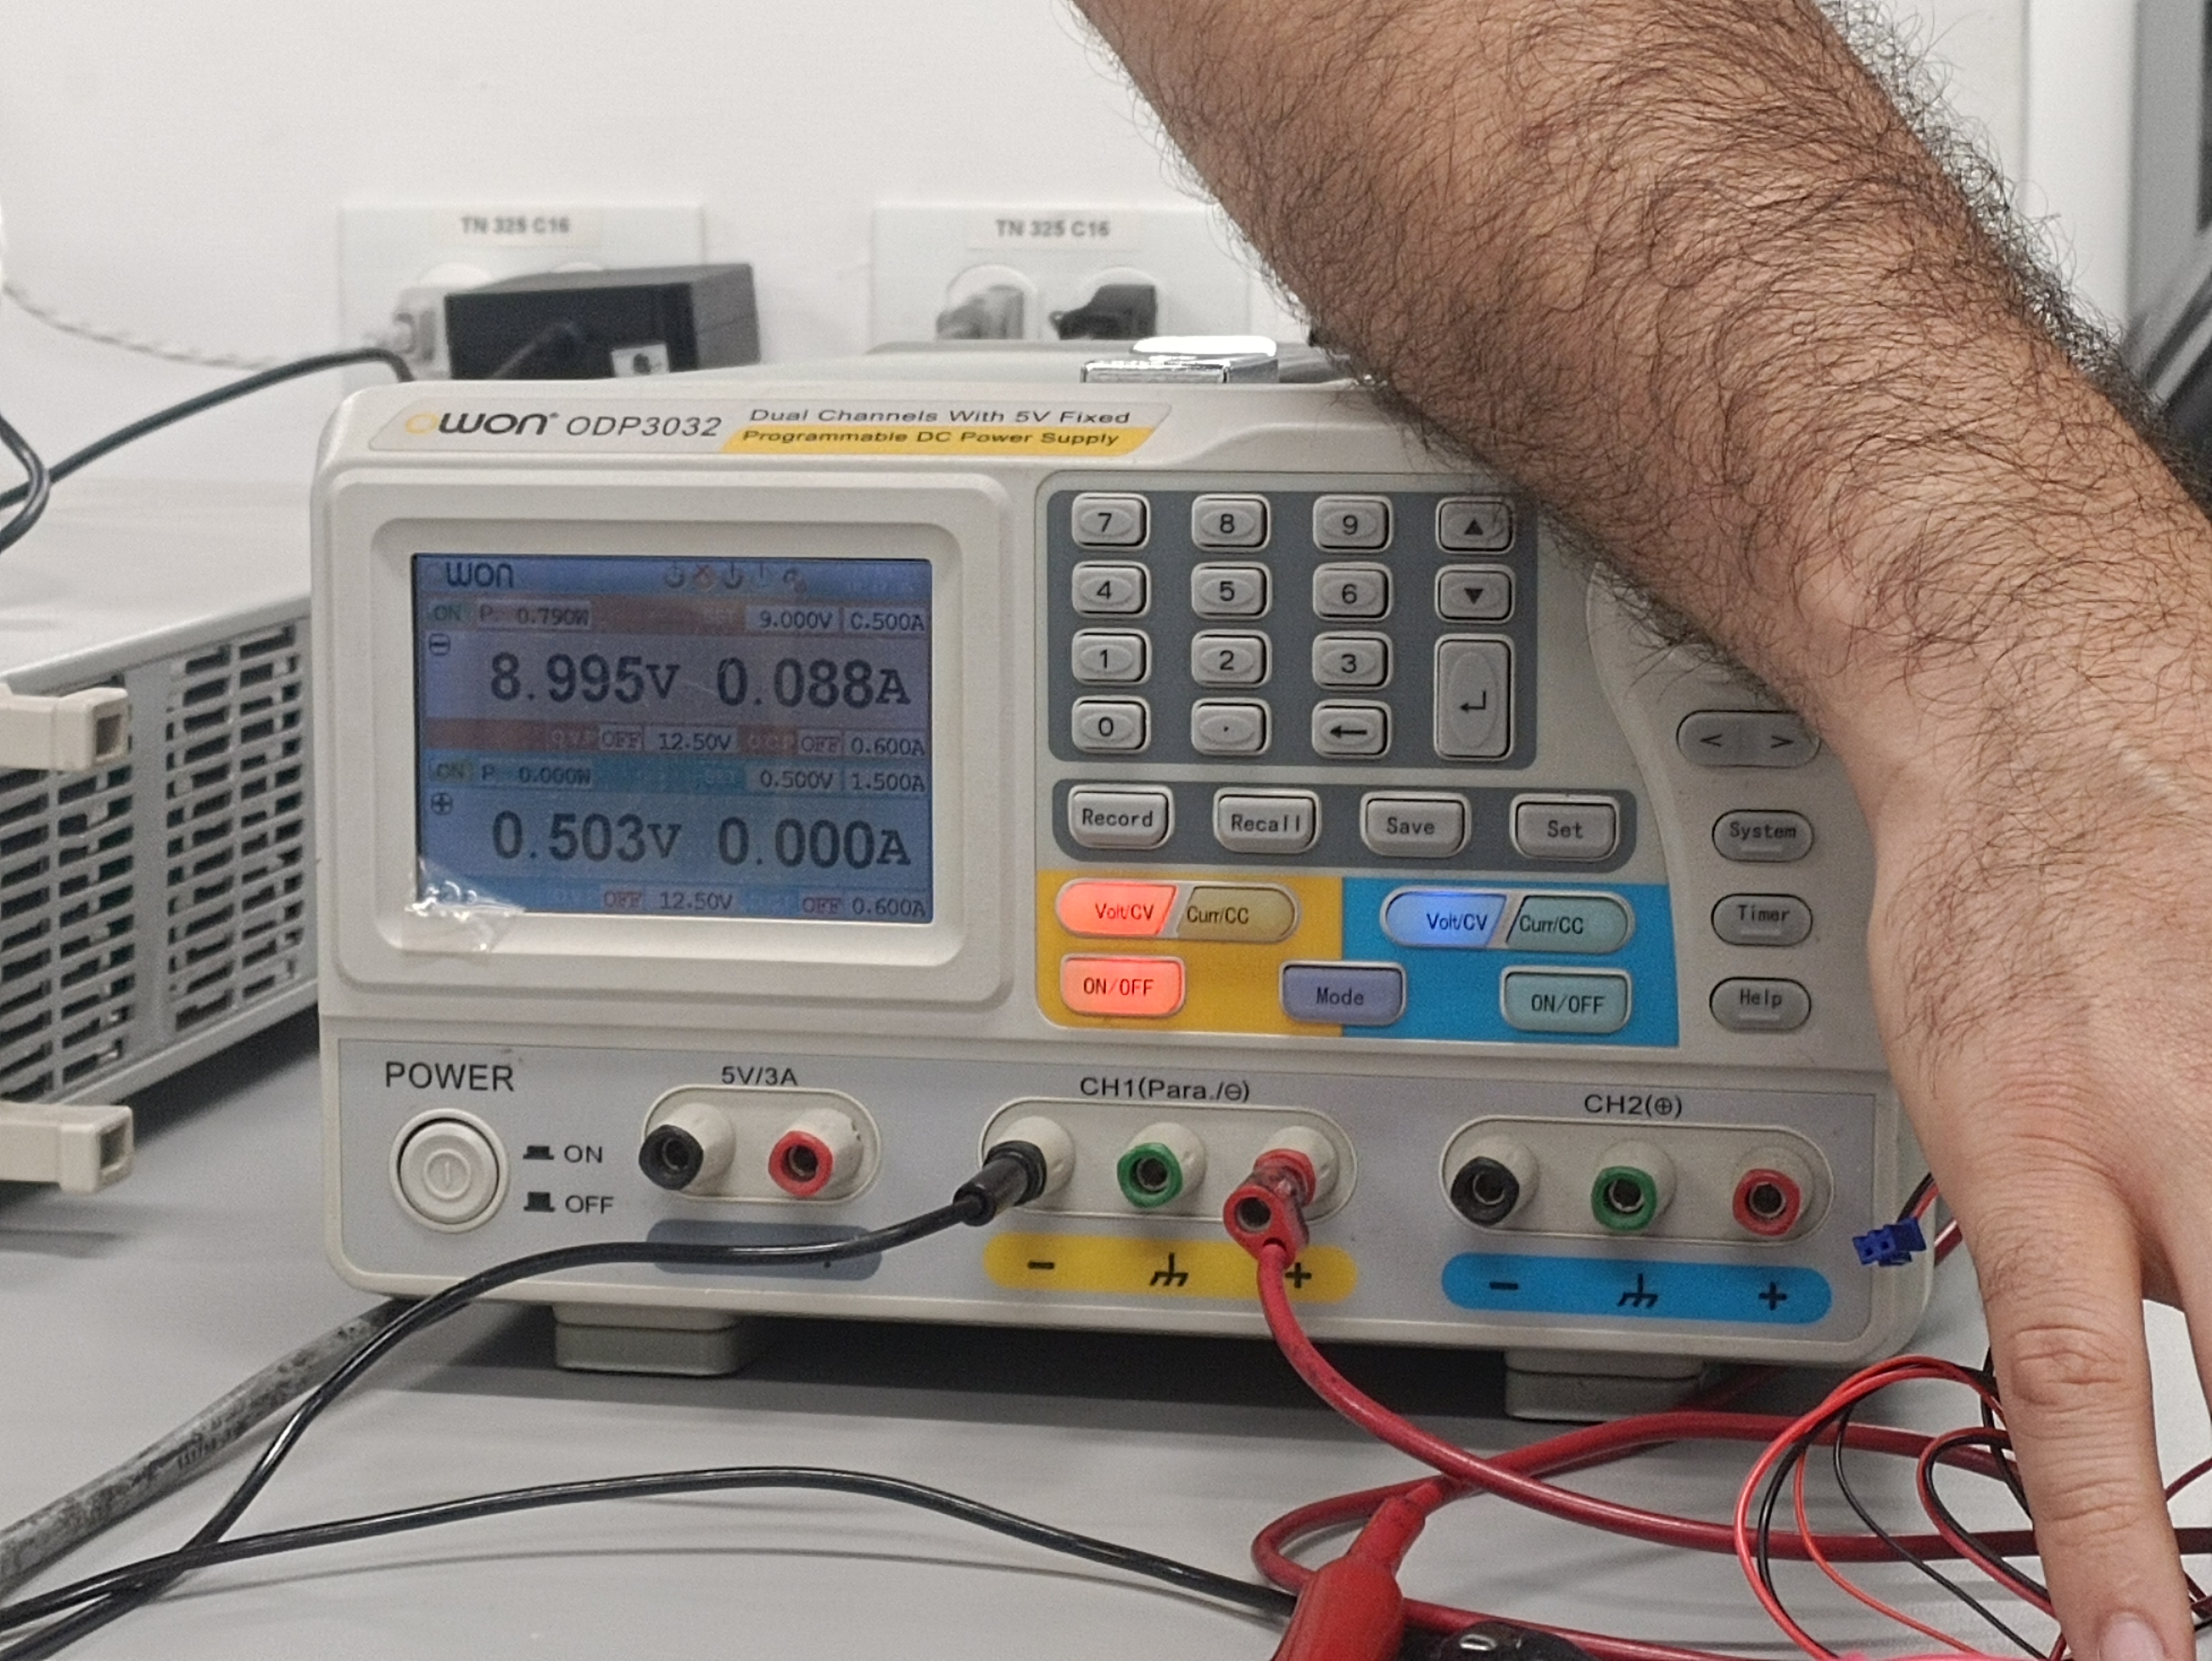 TN 325 C16
TN 325 C16
OWON ODP3032
Dual Channels With 5V Fixed
Programmable DC Power Supply
OWON
ON P: 0.790W 9.000V 0.500A
8.995V 0.088A
OVP OFF 12.50V OCP OFF 0.600A
ON P: 0.000W 0.500V 1.500A
0.503V 0.000A
OFF 12.50V OFF 0.600A
7 8 9 ▲
4 5 6 ▼
1 2 3
0 . ← ↵
< >
Record Recall Save Set
System
Timer
Help
Volt/CV Curr/CC Volt/CV Curr/CC
ON/OFF Mode ON/OFF
POWER
ON
OFF
5V/3A
CH1(Para./⊖)
CH2(⊕)
− +
− +